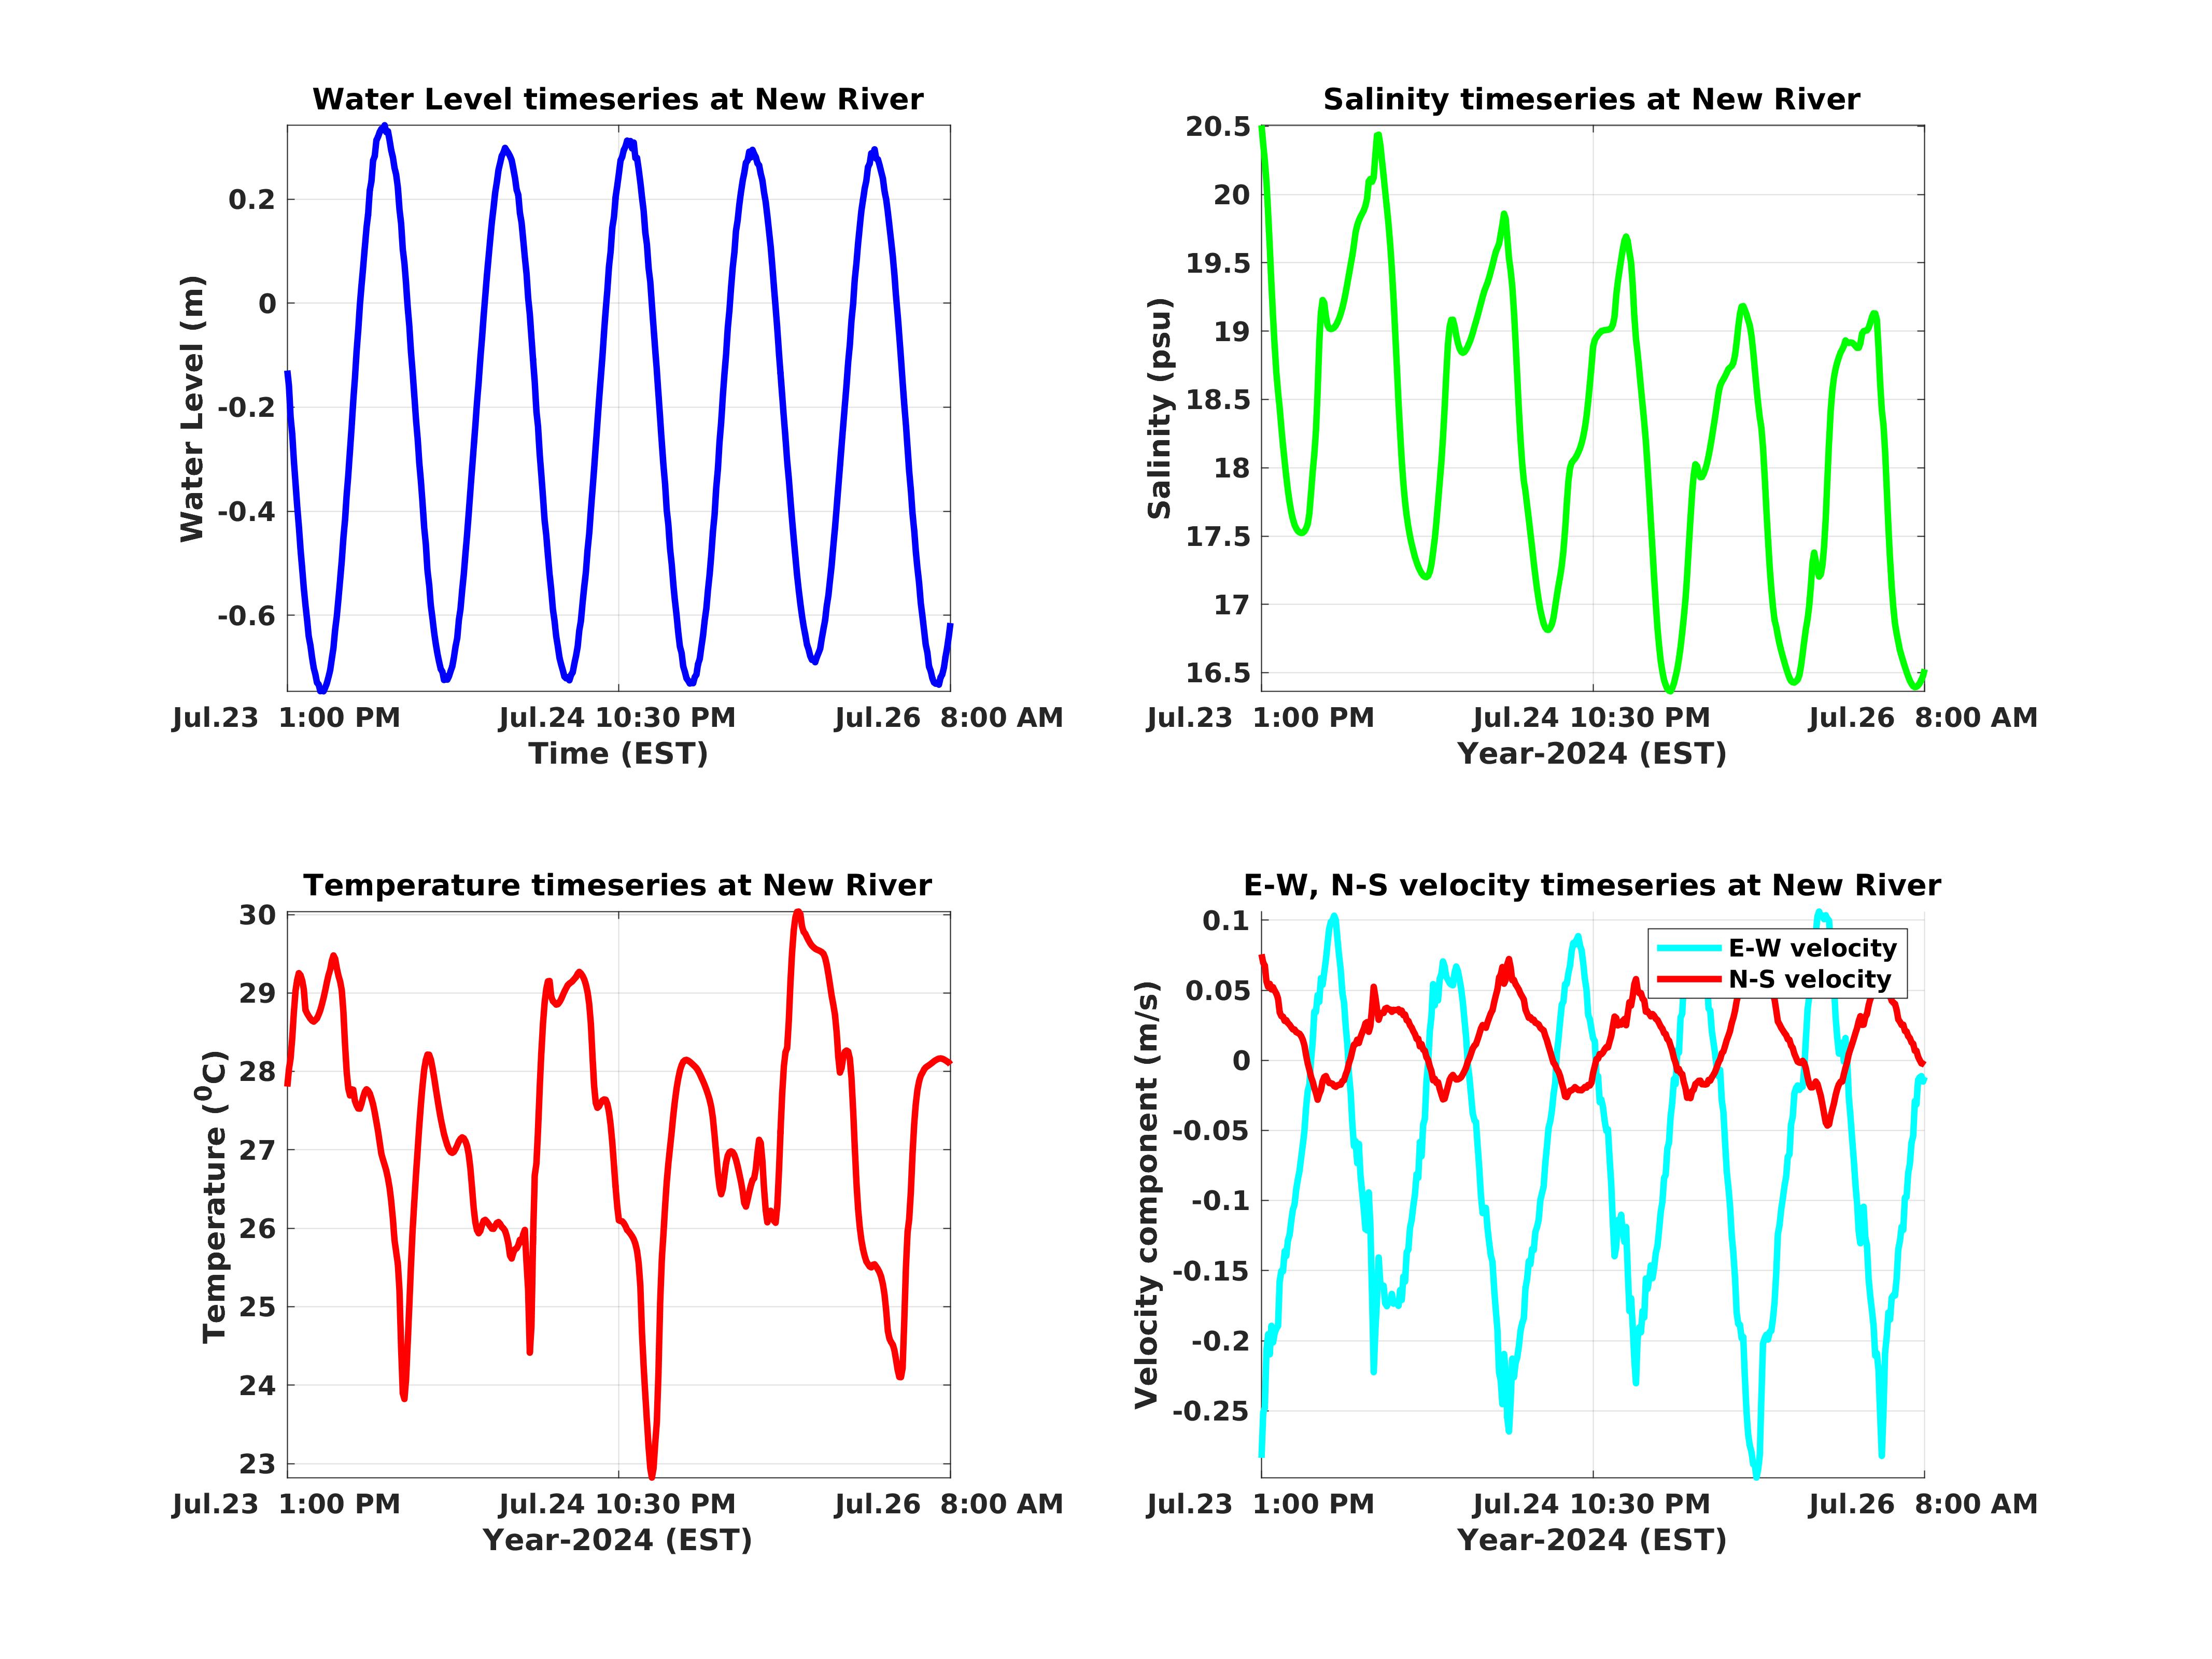 Water Level timeseries at New River
0.2
0
-0.2
-0.4
-0.6
Water Level (m)
Jul.23  1:00 PM
Jul.24 10:30 PM
Jul.26  8:00 AM
Time (EST)
Salinity timeseries at New River
20.5
20
19.5
19
18.5
18
17.5
17
16.5
Salinity (psu)
Jul.23  1:00 PM
Jul.24 10:30 PM
Jul.26  8:00 AM
Year-2024 (EST)
Temperature timeseries at New River
30
29
28
27
26
25
24
23
Temperature (⁰C)
Jul.23  1:00 PM
Jul.24 10:30 PM
Jul.26  8:00 AM
Year-2024 (EST)
E-W, N-S velocity timeseries at New River
0.1
0.05
0
-0.05
-0.1
-0.15
-0.2
-0.25
Velocity component (m/s)
E-W velocity
N-S velocity
Jul.23  1:00 PM
Jul.24 10:30 PM
Jul.26  8:00 AM
Year-2024 (EST)